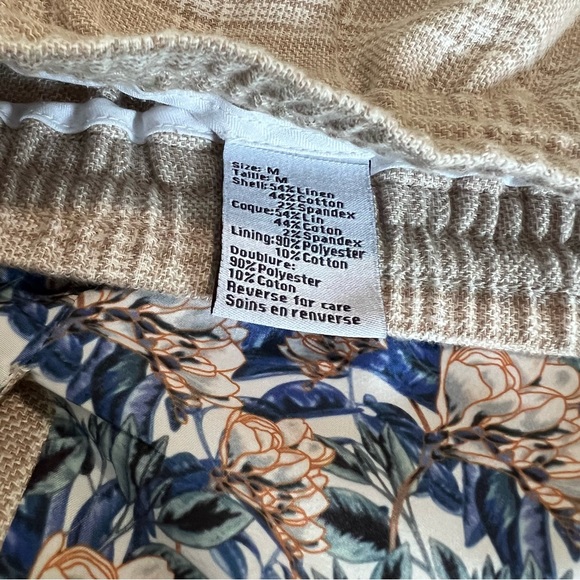 Size: M
Taille: M
Shell:54%Linen
44%Cotton
2%Spandex
Coque:54%Lin
44%Coton
2%Spandex
Lining:90%Polyester
10%Cotton
Doublure:
90%Polyester
10%Coton
Reverse for care
Soins en renverse